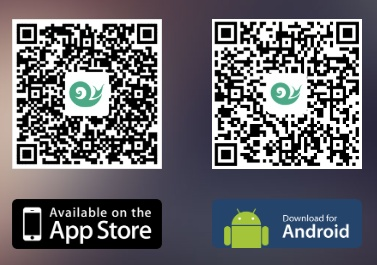 Available on the
App Store
Download for
Android